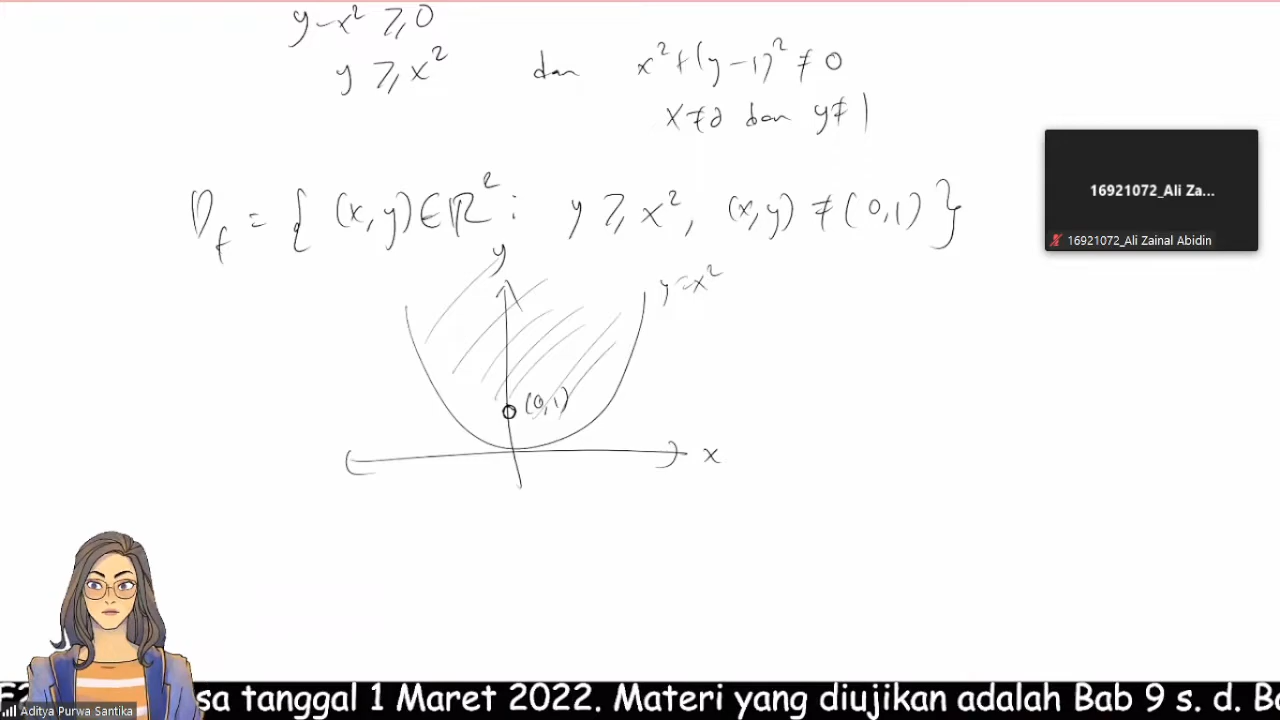 y - x² ⩾ 0
y ⩾ x² dan x² + (y-1)² ≠ 0
x ≠ 0 dan y ≠ 1
16921072_Ali Za...
16921072_Ali Zainal Abidin
D_f = { (x,y) ∈ ℝ² : y ⩾ x², (x,y) ≠ (0,1) }
y
y = x²
(0,1)
x
sa tanggal 1 Maret 2022. Materi yang diujikan adalah Bab 9 s. d.
Aditya Purwa Santika